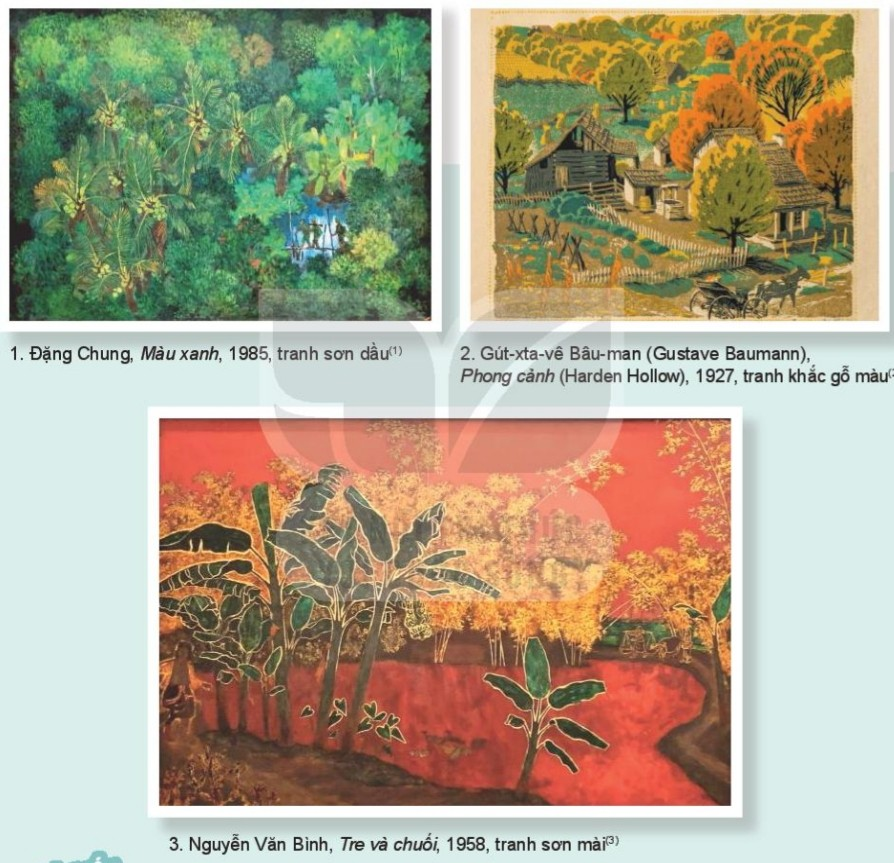 1. Đặng Chung, Màu xanh, 1985, tranh sơn dầu(1)
2. Gút-xta-vê Bâu-man (Gustave Baumann),
Phong cảnh (Harden Hollow), 1927, tranh khắc gỗ màu
3. Nguyễn Văn Bình, Tre và chuối, 1958, tranh sơn mài(3)